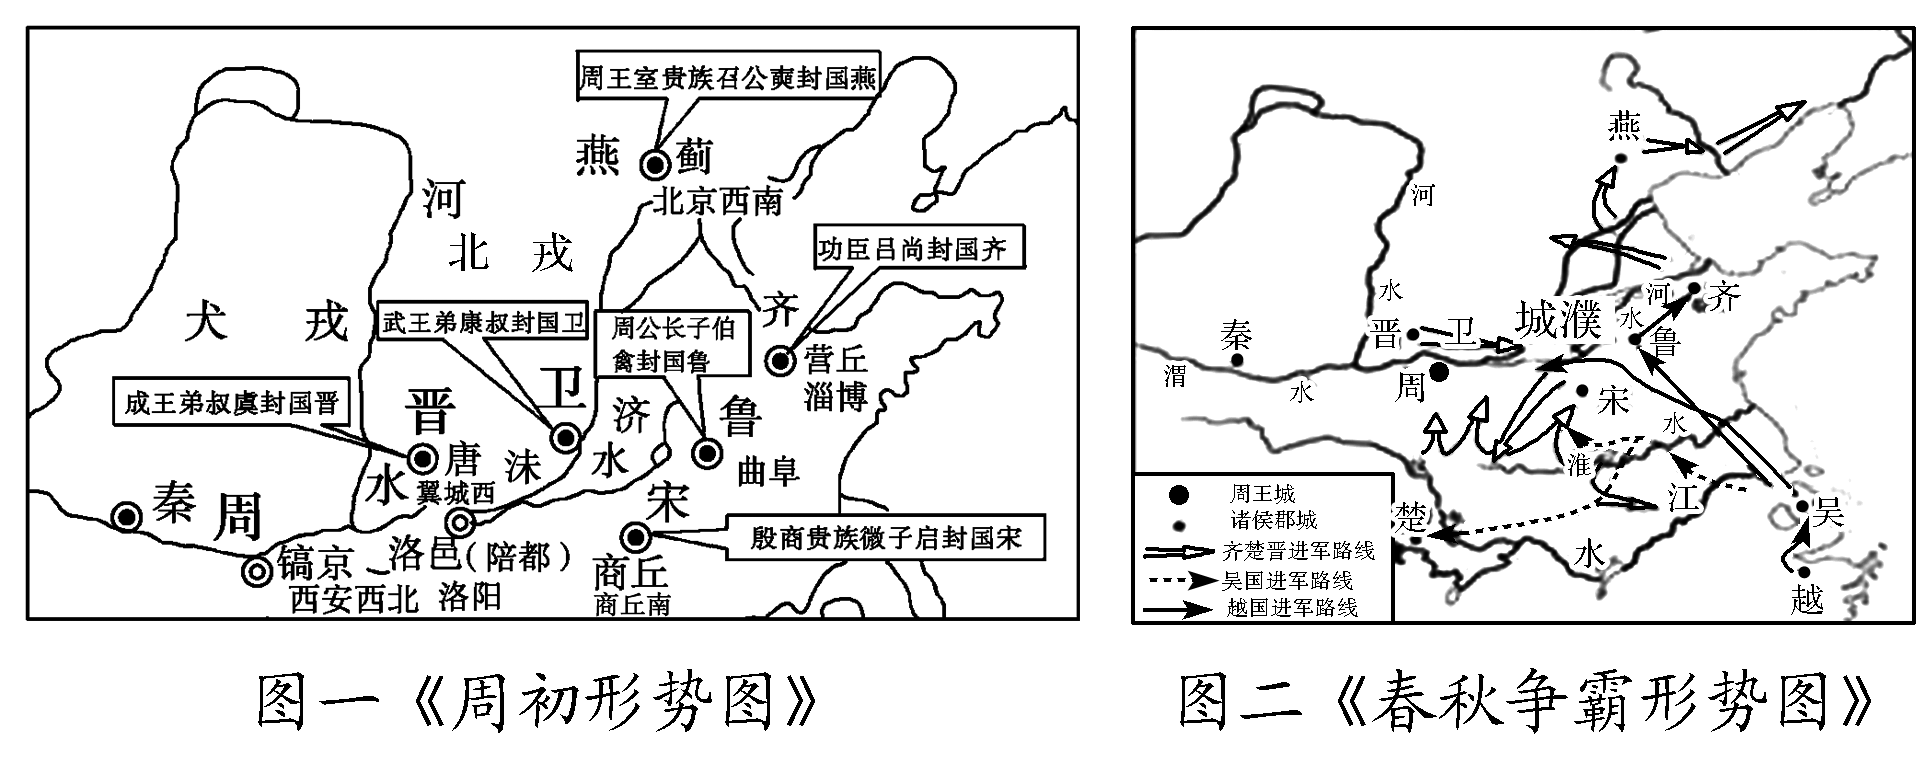 周王室贵族召公奭封国燕
燕
蓟
北京西南
河
北 戎
功臣吕尚封国齐
犬 戎
齐
武王弟康叔封国卫
周公长子伯
禽封国鲁
营丘
淄博
成王弟叔虞封国晋
晋
卫
济
鲁
唐
沫
水
水
曲阜
翼城西
秦
周
宋
殷商贵族微子启封国宋
镐京
洛邑(陪都)
商丘
西安西北
洛阳
商丘南
图一《周初形势图》
燕
河
水
河
齐
城濮
水
秦
晋
卫
鲁
渭
水
周
宋
水
淮
江
吴
楚
水
越
周王城
诸侯郡城
齐楚晋进军路线
吴国进军路线
越国进军路线
图二《春秋争霸形势图》